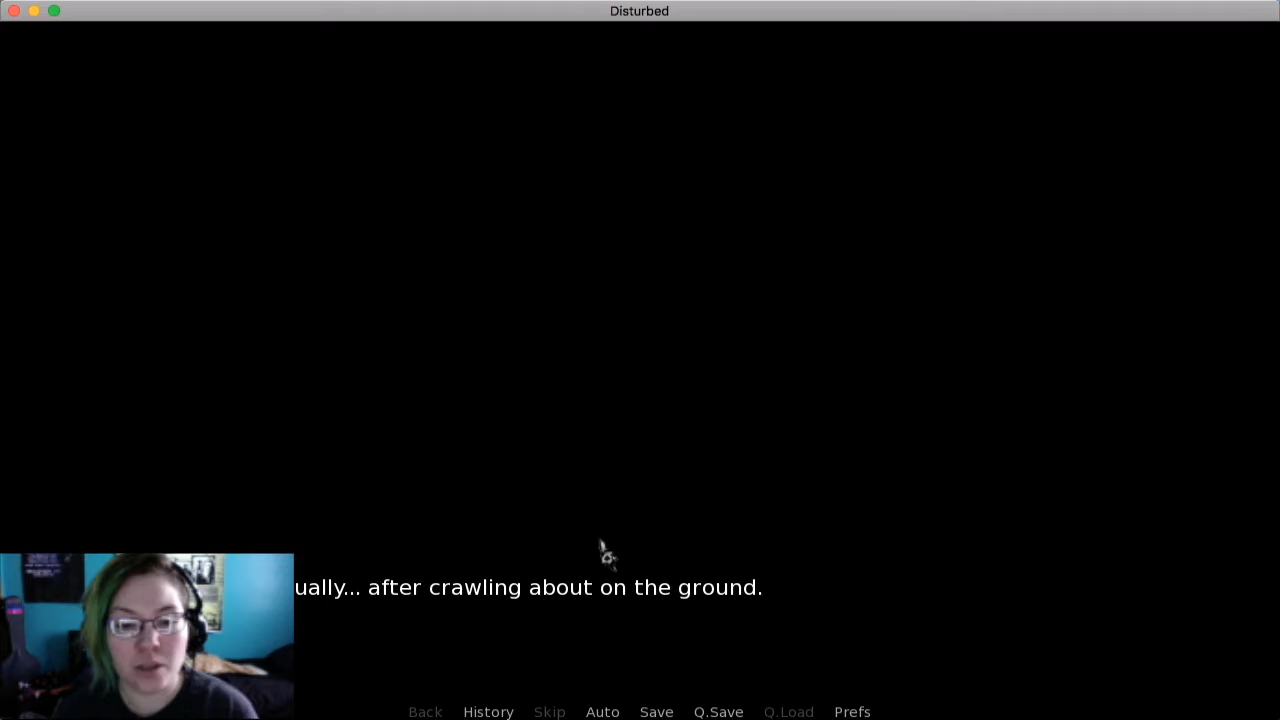 Disturbed
ually... after crawling about on the ground.
Back History Skip Auto Save Q.Save Q.Load Prefs